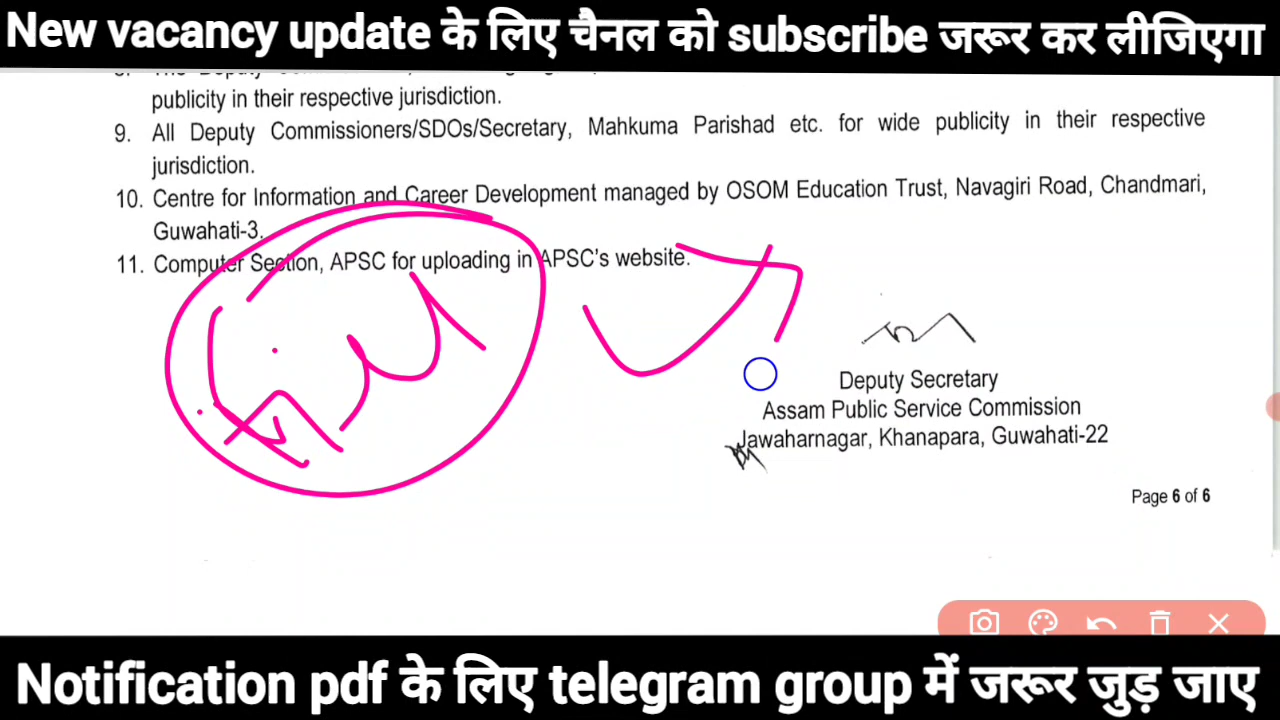 New vacancy update के लिए चैनल को subscribe जरूर कर लीजिएगा
publicity in their respective jurisdiction.
9. All Deputy Commissioners/SDOs/Secretary, Mahkuma Parishad etc. for wide publicity in their respective
jurisdiction.
10. Centre for Information and Career Development managed by OSOM Education Trust, Navagiri Road, Chandmari,
Guwahati-3.
11. Computer Section, APSC for uploading in APSC's website.
Deputy Secretary
Assam Public Service Commission
Jawaharnagar, Khanapara, Guwahati-22
Page 6 of 6
Notification pdf के लिए telegram group में जरूर जुड़ जाए